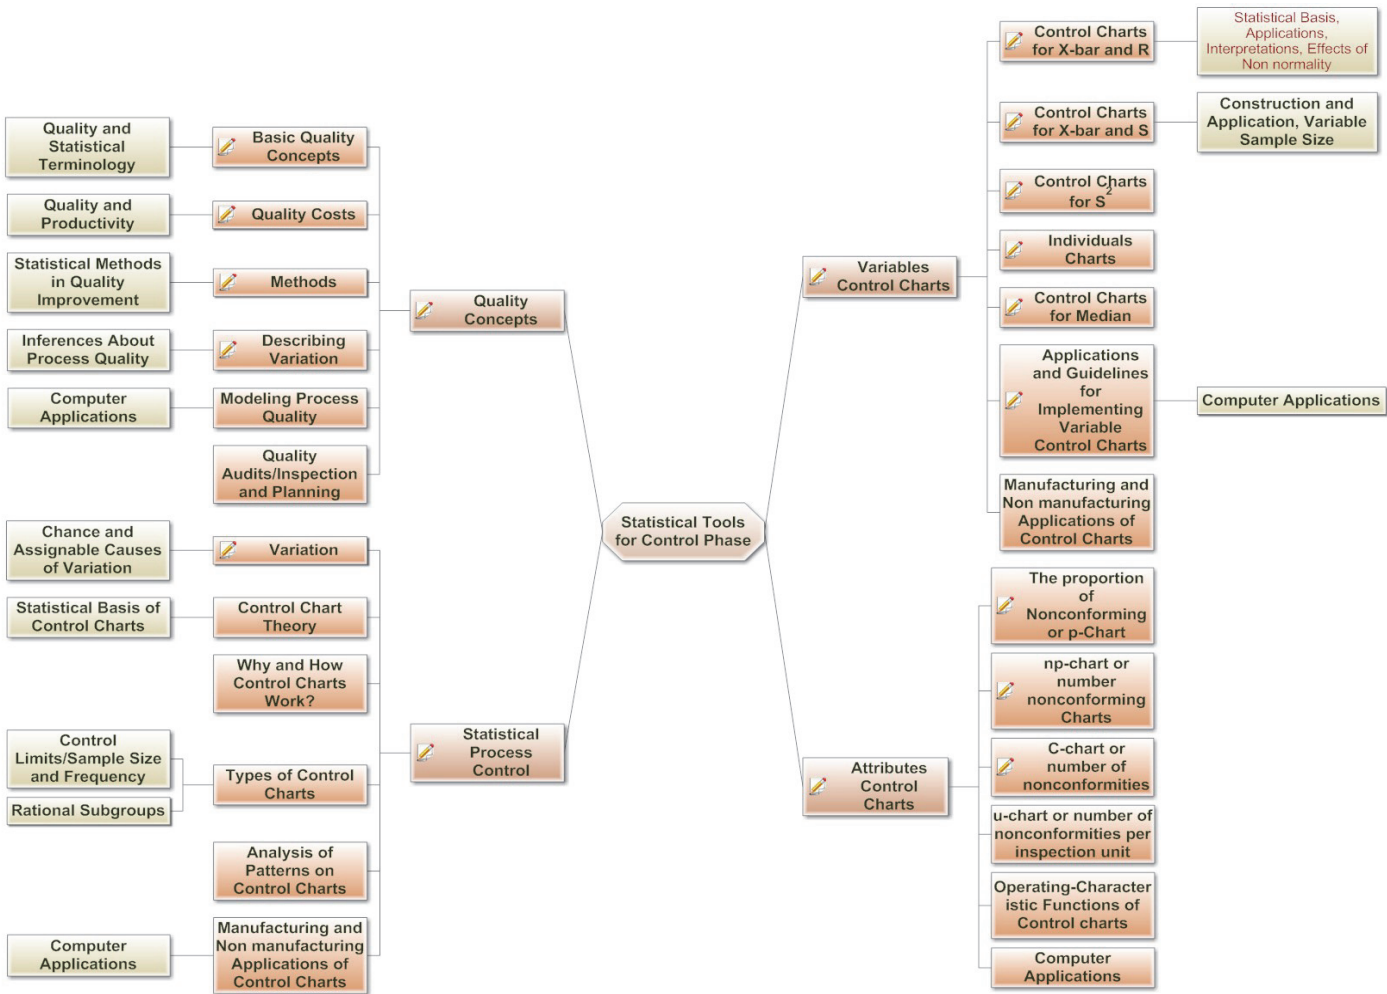 Statistical Tools
for Control Phase
Quality
Concepts
Basic Quality
Concepts
Quality and
Statistical
Terminology
Quality Costs
Quality and
Productivity
Methods
Statistical Methods
in Quality
Improvement
Describing
Variation
Inferences About
Process Quality
Modeling Process
Quality
Computer
Applications
Quality
Audits/Inspection
and Planning
Statistical
Process
Control
Variation
Chance and
Assignable Causes
of Variation
Control Chart
Theory
Statistical Basis of
Control Charts
Why and How
Control Charts
Work?
Types of Control
Charts
Control
Limits/Sample Size
and Frequency
Rational Subgroups
Analysis of
Patterns on
Control Charts
Manufacturing and
Non manufacturing
Applications of
Control Charts
Computer
Applications
Variables
Control Charts
Control Charts
for X-bar and R
Statistical Basis,
Applications,
Interpretations, Effects of
Non normality
Control Charts
for X-bar and S
Construction and
Application, Variable
Sample Size
Control Charts
for S²
Individuals
Charts
Control Charts
for Median
Applications
and Guidelines
for
Implementing
Variable
Control Charts
Computer Applications
Manufacturing and
Non manufacturing
Applications of
Control Charts
Attributes
Control
Charts
The proportion
of
Nonconforming
or p-Chart
np-chart or
number
nonconforming
Charts
C-chart or
number of
nonconformities
u-chart or number of
nonconformities per
inspection unit
Operating-Character
istic Functions of
Control charts
Computer
Applications